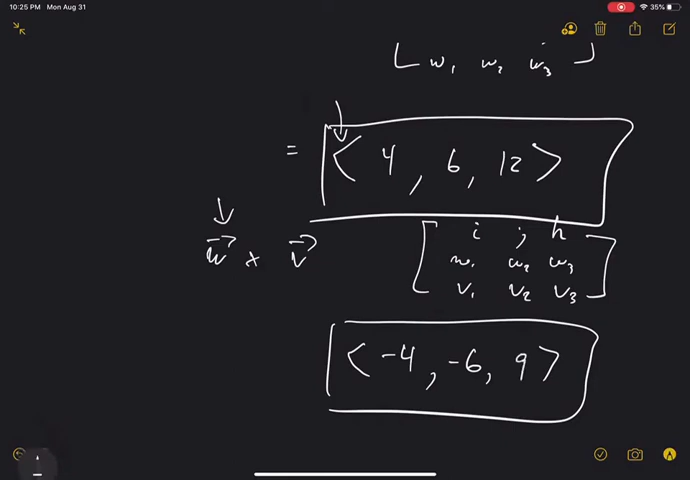 10:25 PM Mon Aug 31 35%
[ w₁ w₂ w₃ ]
= < 4, 6, 12 >
i j k
w⃗ × v⃗ [ w₁ w₂ w₃
v₁ v₂ v₃ ]
< -4, -6, 9 >